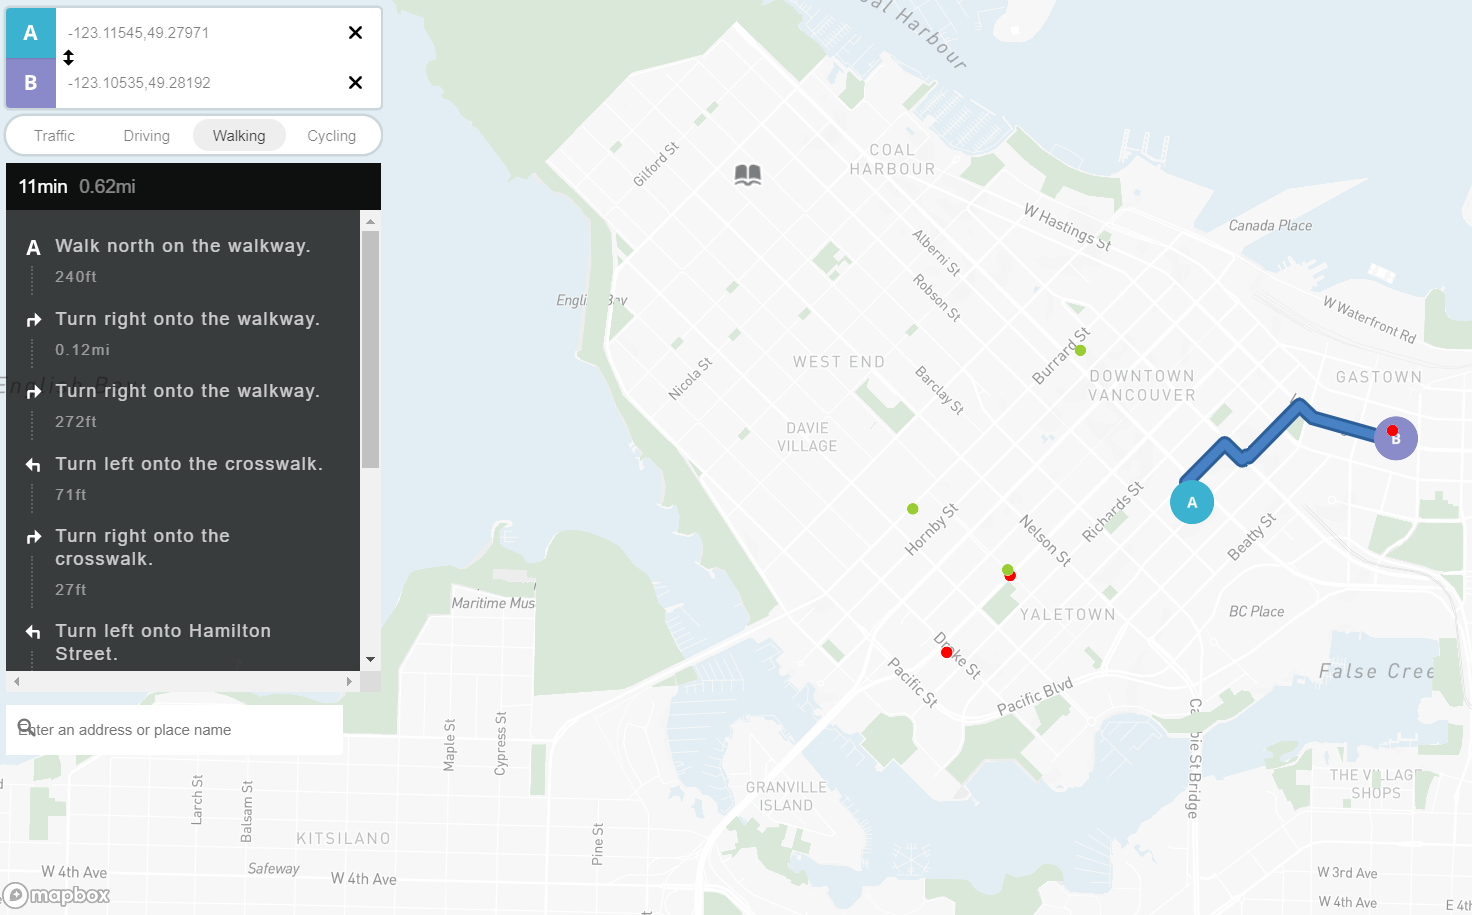 A
-123.11545,49.27971
B
-123.10535,49.28192
Traffic
Driving
Walking
Cycling
11min 0.62mi
A Walk north on the walkway.
240ft
Turn right onto the walkway.
0.12mi
Turn right onto the walkway.
272ft
Turn left onto the crosswalk.
71ft
Turn right onto the
crosswalk.
27ft
Turn left onto Hamilton
Street.
Enter an address or place name
mapbox
Harbour
COAL
HARBOUR
Gilford St
W Hastings St
Canada Place
Alberni St
Robson St
W Waterfront Rd
English Bay
WEST END
Burrard St
DOWNTOWN
VANCOUVER
GASTOWN
Nicola St
Barclay St
DAVIE
VILLAGE
B
A
Hornby St
Nelson St
Richards St
Beatty St
Maritime Mus
YALETOWN
BC Place
Drake St
Pacific St
Pacific Blvd
False Cree
Cambie St Bridge
Maple St
Cypress St
Larch St
Balsam St
Pine St
GRANVILLE
ISLAND
THE VILLAGE
SHOPS
KITSILANO
Safeway
W 4th Ave
W 4th Ave
W 3rd Ave
W 4th Ave
E 4th